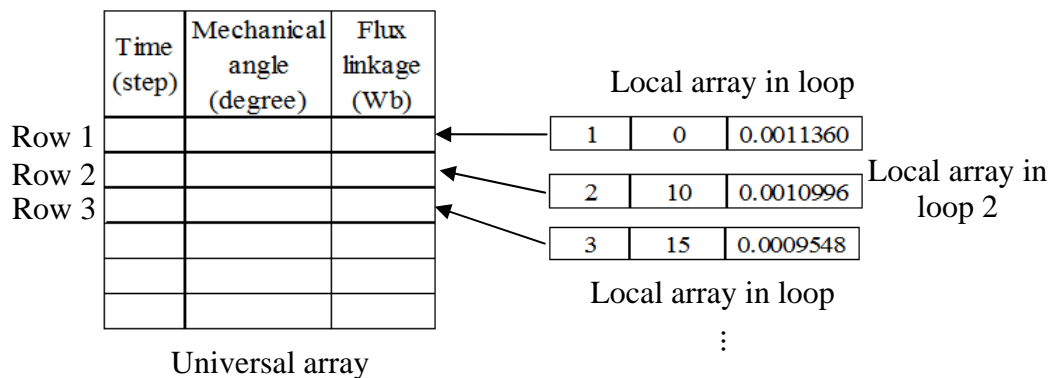 Time
(step)
Mechanical
angle
(degree)
Flux
linkage
(Wb)
Local array in loop
Row 1
1 0 0.0011360
Row 2
2 10 0.0010996
Local array in
loop 2
Row 3
3 15 0.0009548
Local array in loop
⋮
Universal array